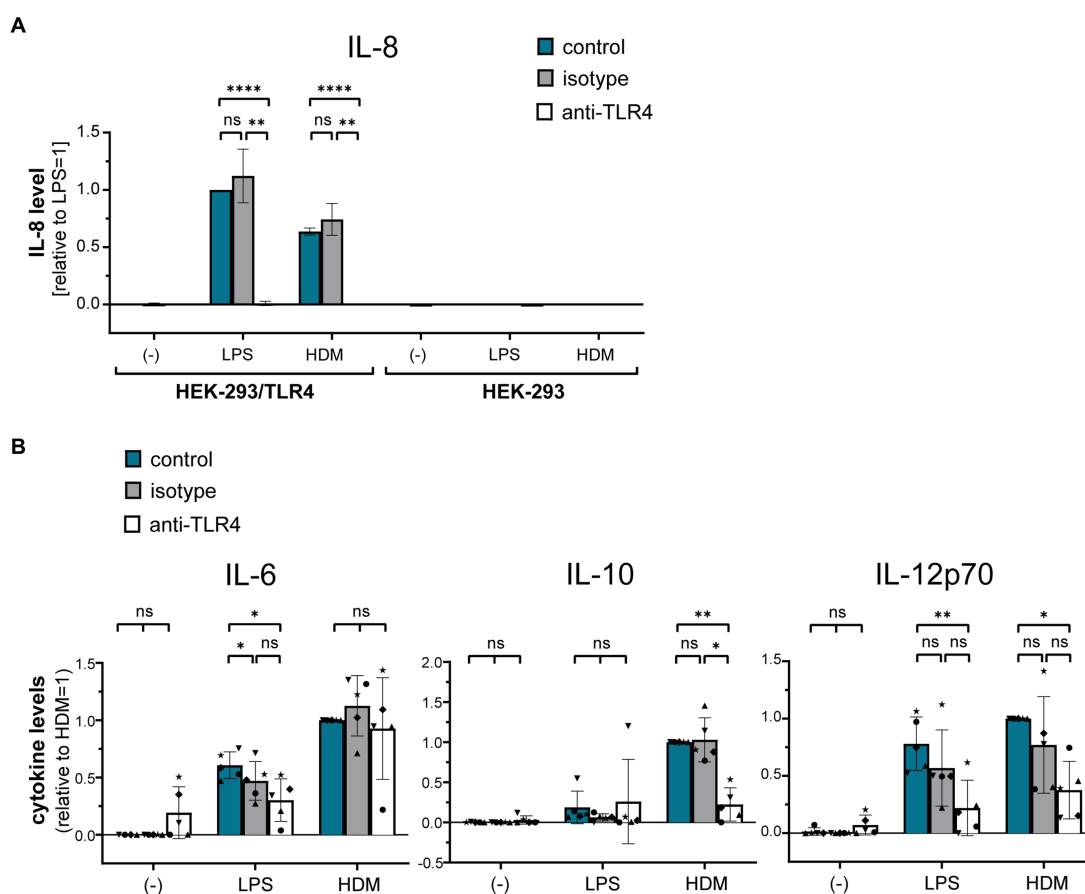 A
IL-8
control
isotype
anti-TLR4
**** ****
ns ** ns **
IL-8 level
[relative to LPS=1]
1.5
1.0
0.5
0.0
(-) LPS HDM (-) LPS HDM
HEK-293/TLR4 HEK-293
B
control
isotype
anti-TLR4
cytokine levels
(relative to HDM=1)
IL-6
ns * ns
* ns
1.5
1.0
0.5
0.0
(-) LPS HDM
IL-10
ns ns **
ns *
2.0
1.5
1.0
0.5
0.0
-0.5
(-) LPS HDM
IL-12p70
ns ** *
ns ns ns ns
1.5
1.0
0.5
0.0
(-) LPS HDM